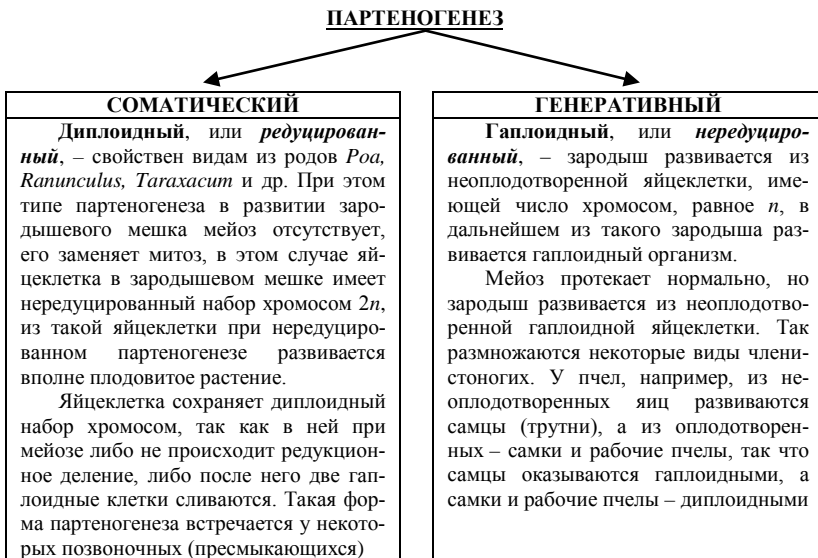 ПАРТЕНОГЕНЕЗ
СОМАТИЧЕСКИЙ
Диплоидный, или редуцирован-
ный, – свойствен видам из родов Poa,
Ranunculus, Taraxacum и др. При этом
типе партеногенеза в развитии заро-
дышевого мешка мейоз отсутствует,
его заменяет митоз, в этом случае яй-
цеклетка в зародышевом мешке имеет
нередуцированный набор хромосом 2n,
из такой яйцеклетки при нередуциро-
ванном партеногенезе развивается
вполне плодовитое растение.
Яйцеклетка сохраняет диплоидный
набор хромосом, так как в ней при
мейозе либо не происходит редукцион-
ное деление, либо после него две гап-
лоидные клетки сливаются. Такая фор-
ма партеногенеза встречается у некото-
рых позвоночных (пресмыкающихся)
ГЕНЕРАТИВНЫЙ
Гаплоидный, или нередуциро-
ванный, – зародыш развивается из
неоплодотворенной яйцеклетки, име-
ющей число хромосом, равное n, в
дальнейшем из такого зародыша раз-
вивается гаплоидный организм.
Мейоз протекает нормально, но
зародыш развивается из неоплодотво-
ренной гаплоидной яйцеклетки. Так
размножаются некоторые виды члени-
стоногих. У пчел, например, из не-
оплодотворенных яиц развиваются
самцы (трутни), а из оплодотворен-
ных – самки и рабочие пчелы, так что
самцы оказываются гаплоидными, а
самки и рабочие пчелы – диплоидными